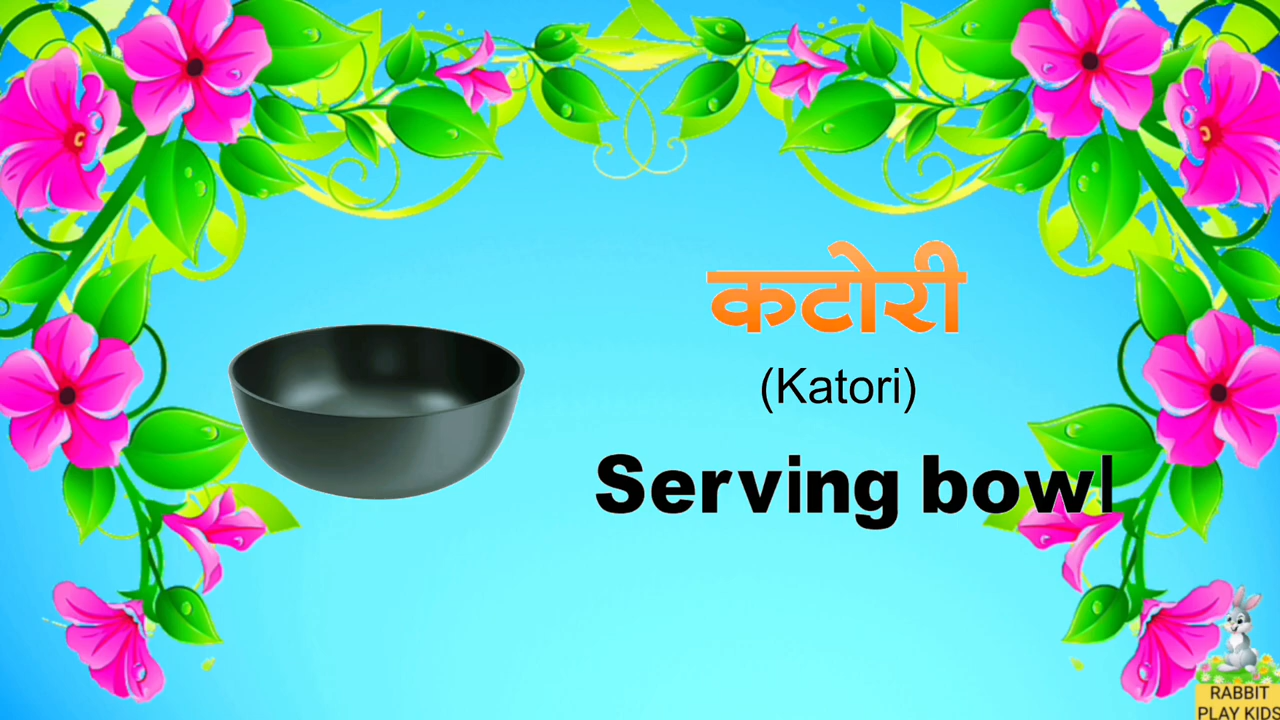 कटोरी
(Katori)
Serving bowl
RABBIT
PLAY KIDS